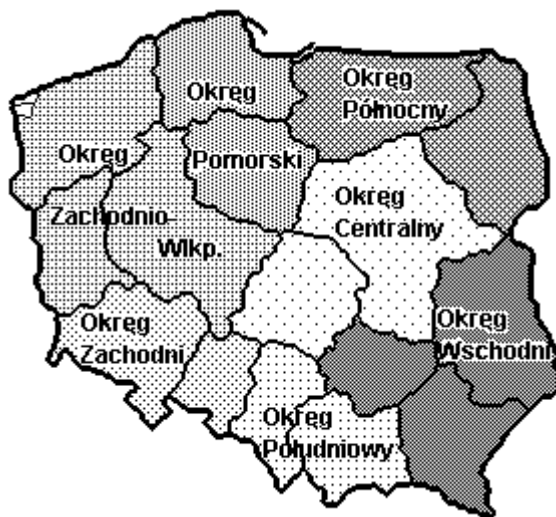 Okręg
Pomorski
Okręg
Północny
Okręg
Zachodnio-
Wlkp.
Okręg
Centralny
Okręg
Zachodni
Okręg
Wschodni
Okręg
Południowy